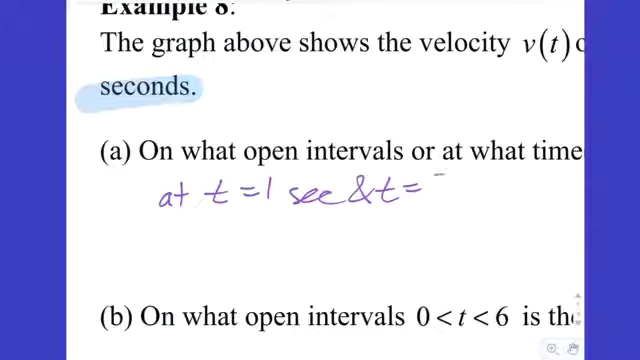 Example 8:
The graph above shows the velocity v(t)
seconds.
(a) On what open intervals or at what time
at t = 1 sec & t =
(b) On what open intervals 0 < t < 6 is the